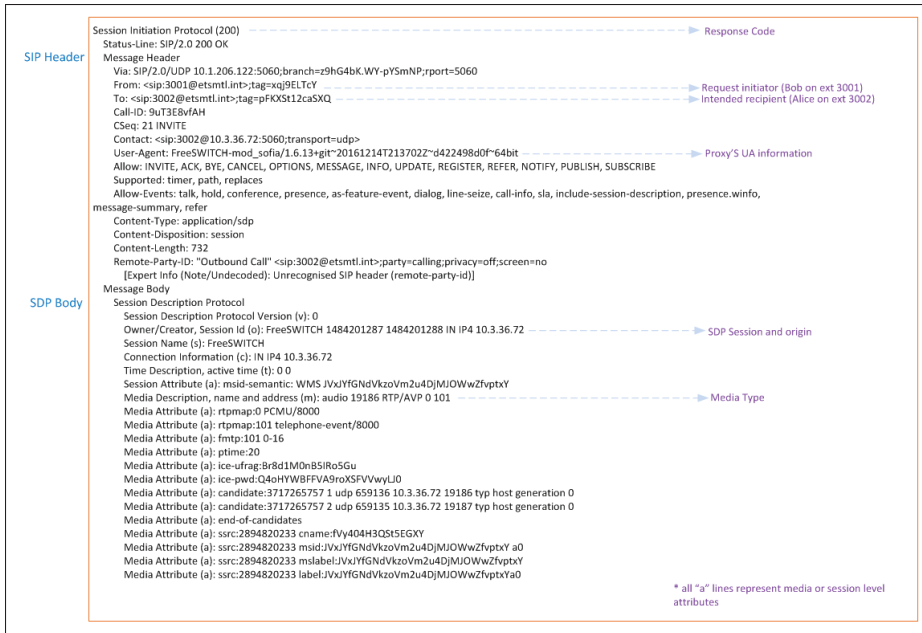 Session Initiation Protocol (200)
Response Code
Status-Line: SIP/2.0 200 OK
SIP Header
Message Header
Via: SIP/2.0/UDP 10.1.206.122:5060;branch=z9hG4bK.WY-pYSmNP;rport=5060
From: <sip:3001@etsmtl.int>;tag=xqj9ELTcY
Request initiator (Bob on ext 3001)
To: <sip:3002@etsmtl.int>;tag=pFKXSt12caSXQ
Intended recipient (Alice on ext 3002)
Call-ID: 9uT3E8vfAH
CSeq: 21 INVITE
Contact: <sip:3002@10.3.36.72:5060;transport=udp>
User-Agent: FreeSWITCH-mod_sofia/1.6.13+git~20161214T213702Z~d422498d0f~64bit
Proxy'S UA information
Allow: INVITE, ACK, BYE, CANCEL, OPTIONS, MESSAGE, INFO, UPDATE, REGISTER, REFER, NOTIFY, PUBLISH, SUBSCRIBE
Supported: timer, path, replaces
Allow-Events: talk, hold, conference, presence, as-feature-event, dialog, line-seize, call-info, sla, include-session-description, presence.winfo,
message-summary, refer
Content-Type: application/sdp
Content-Disposition: session
Content-Length: 732
Remote-Party-ID: "Outbound Call" <sip:3002@etsmtl.int>;party=calling;privacy=off;screen=no
[Expert Info (Note/Undecoded): Unrecognised SIP header (remote-party-id)]
Message Body
SDP Body
Session Description Protocol
Session Description Protocol Version (v): 0
Owner/Creator, Session Id (o): FreeSWITCH 1484201287 1484201288 IN IP4 10.3.36.72
SDP Session and origin
Session Name (s): FreeSWITCH
Connection Information (c): IN IP4 10.3.36.72
Time Description, active time (t): 0 0
Session Attribute (a): msid-semantic: WMS JVxJYfGNdVkzoVm2u4DjMJOWwZfvptxY
Media Description, name and address (m): audio 19186 RTP/AVP 0 101
Media Type
Media Attribute (a): rtpmap:0 PCMU/8000
Media Attribute (a): rtpmap:101 telephone-event/8000
Media Attribute (a): fmtp:101 0-16
Media Attribute (a): ptime:20
Media Attribute (a): ice-ufrag:Br8d1M0nB5IRo5Gu
Media Attribute (a): ice-pwd:Q4oHYWBFFVA9roXSFVVwyLJ0
Media Attribute (a): candidate:3717265757 1 udp 659136 10.3.36.72 19186 typ host generation 0
Media Attribute (a): candidate:3717265757 2 udp 659135 10.3.36.72 19187 typ host generation 0
Media Attribute (a): end-of-candidates
Media Attribute (a): ssrc:2894820233 cname:fVy404H3QSt5EGXY
Media Attribute (a): ssrc:2894820233 msid:JVxJYfGNdVkzoVm2u4DjMJOWwZfvptxY a0
Media Attribute (a): ssrc:2894820233 mslabel:JVxJYfGNdVkzoVm2u4DjMJOWwZfvptxY
Media Attribute (a): ssrc:2894820233 label:JVxJYfGNdVkzoVm2u4DjMJOWwZfvptxYa0
* all "a" lines represent media or session level
attributes